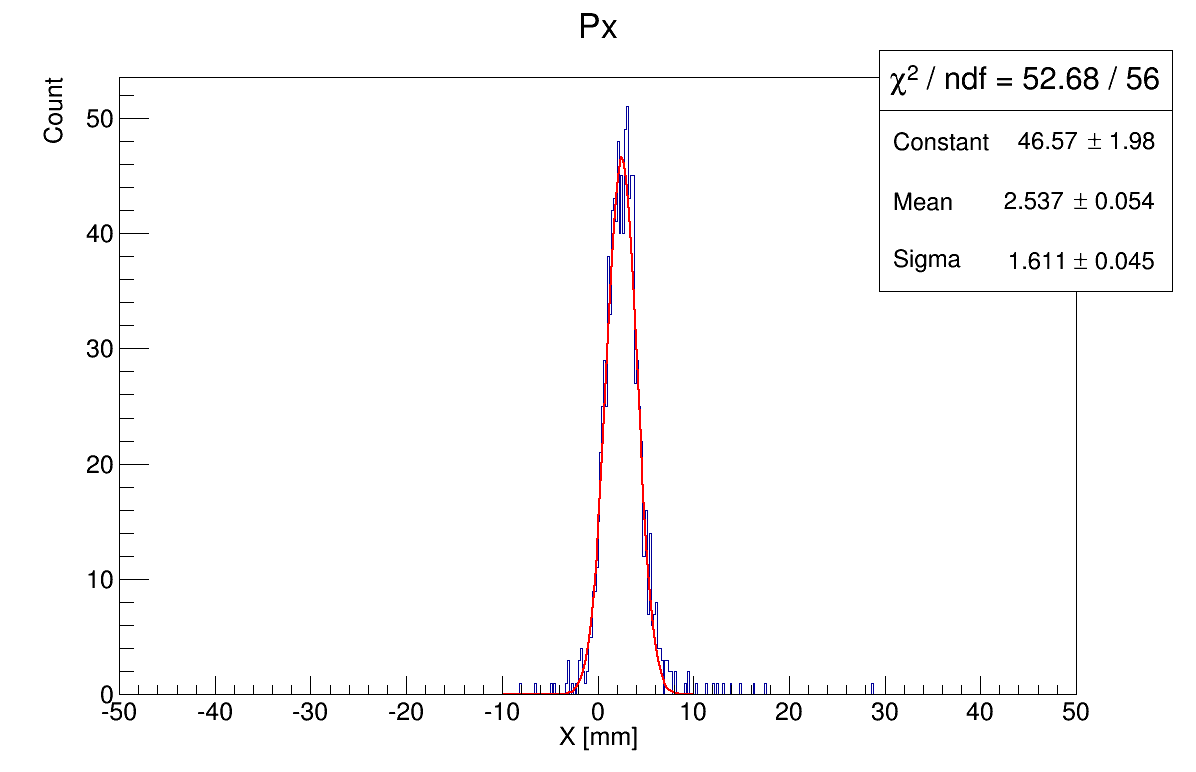 Px
Count
χ² / ndf = 52.68 / 56
Constant 46.57 ± 1.98
Mean 2.537 ± 0.054
Sigma 1.611 ± 0.045
50
40
30
20
10
0
-50 -40 -30 -20 -10 0 10 20 30 40 50
X [mm]